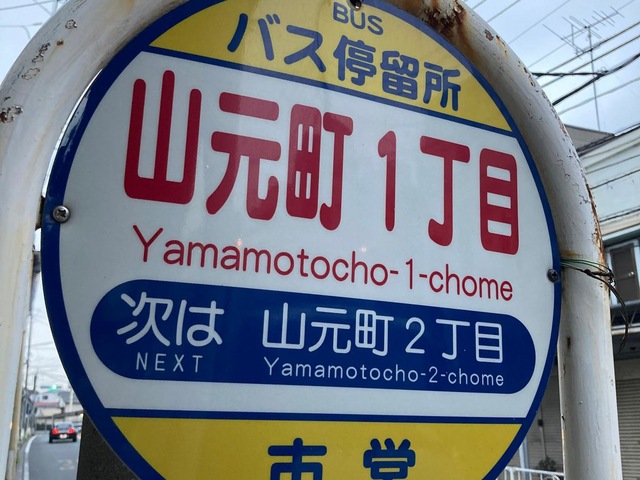 BUS
バス停留所
山元町1丁目
Yamamotocho-1-chome
次は 山元町2丁目
NEXT Yamamotocho-2-chome
市営